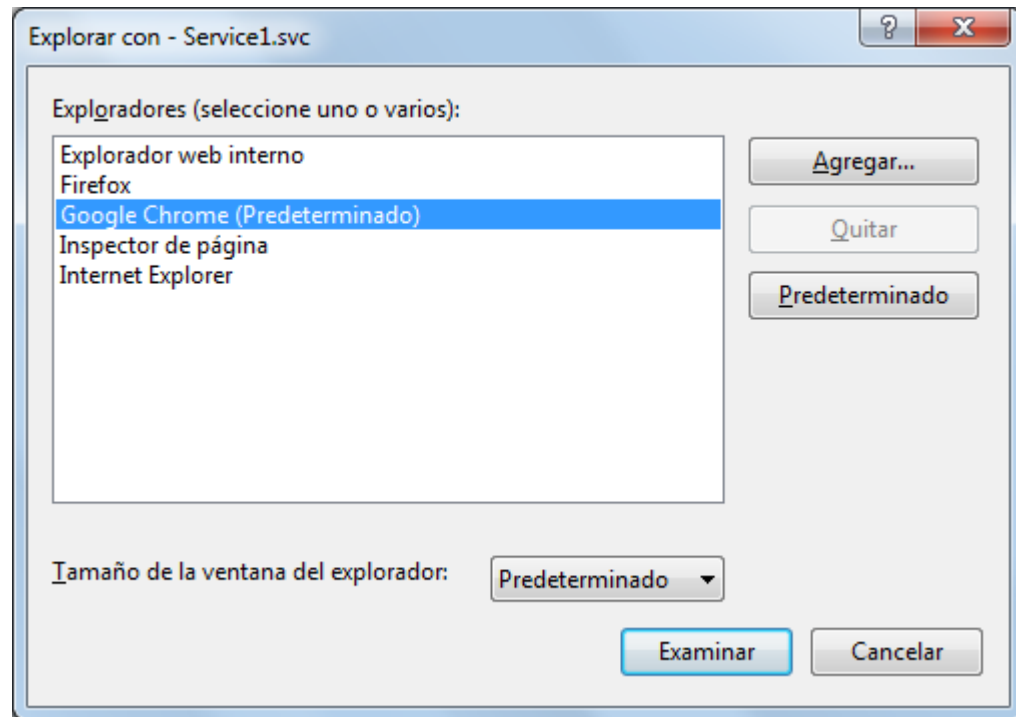 Explorar con - Service1.svc
Exploradores (seleccione uno o varios):
Explorador web interno
Firefox
Google Chrome (Predeterminado)
Inspector de página
Internet Explorer
Agregar...
Quitar
Predeterminado
Tamaño de la ventana del explorador:
Predeterminado
Examinar
Cancelar